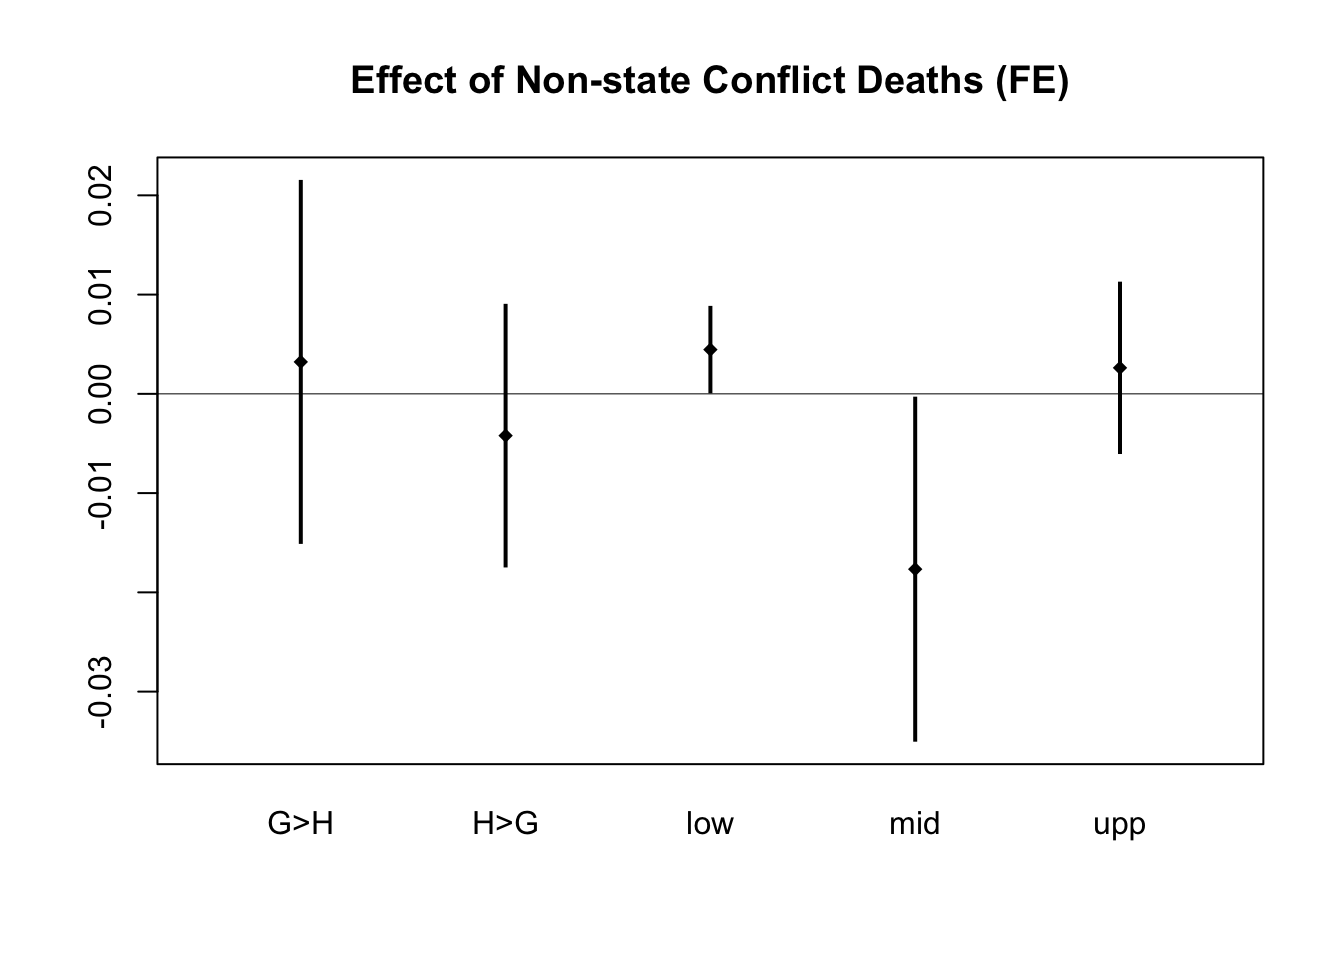 Effect of Non-state Conflict Deaths (FE)
0.02
0.01
0.00
-0.01
-0.03
G>H H>G low mid upp